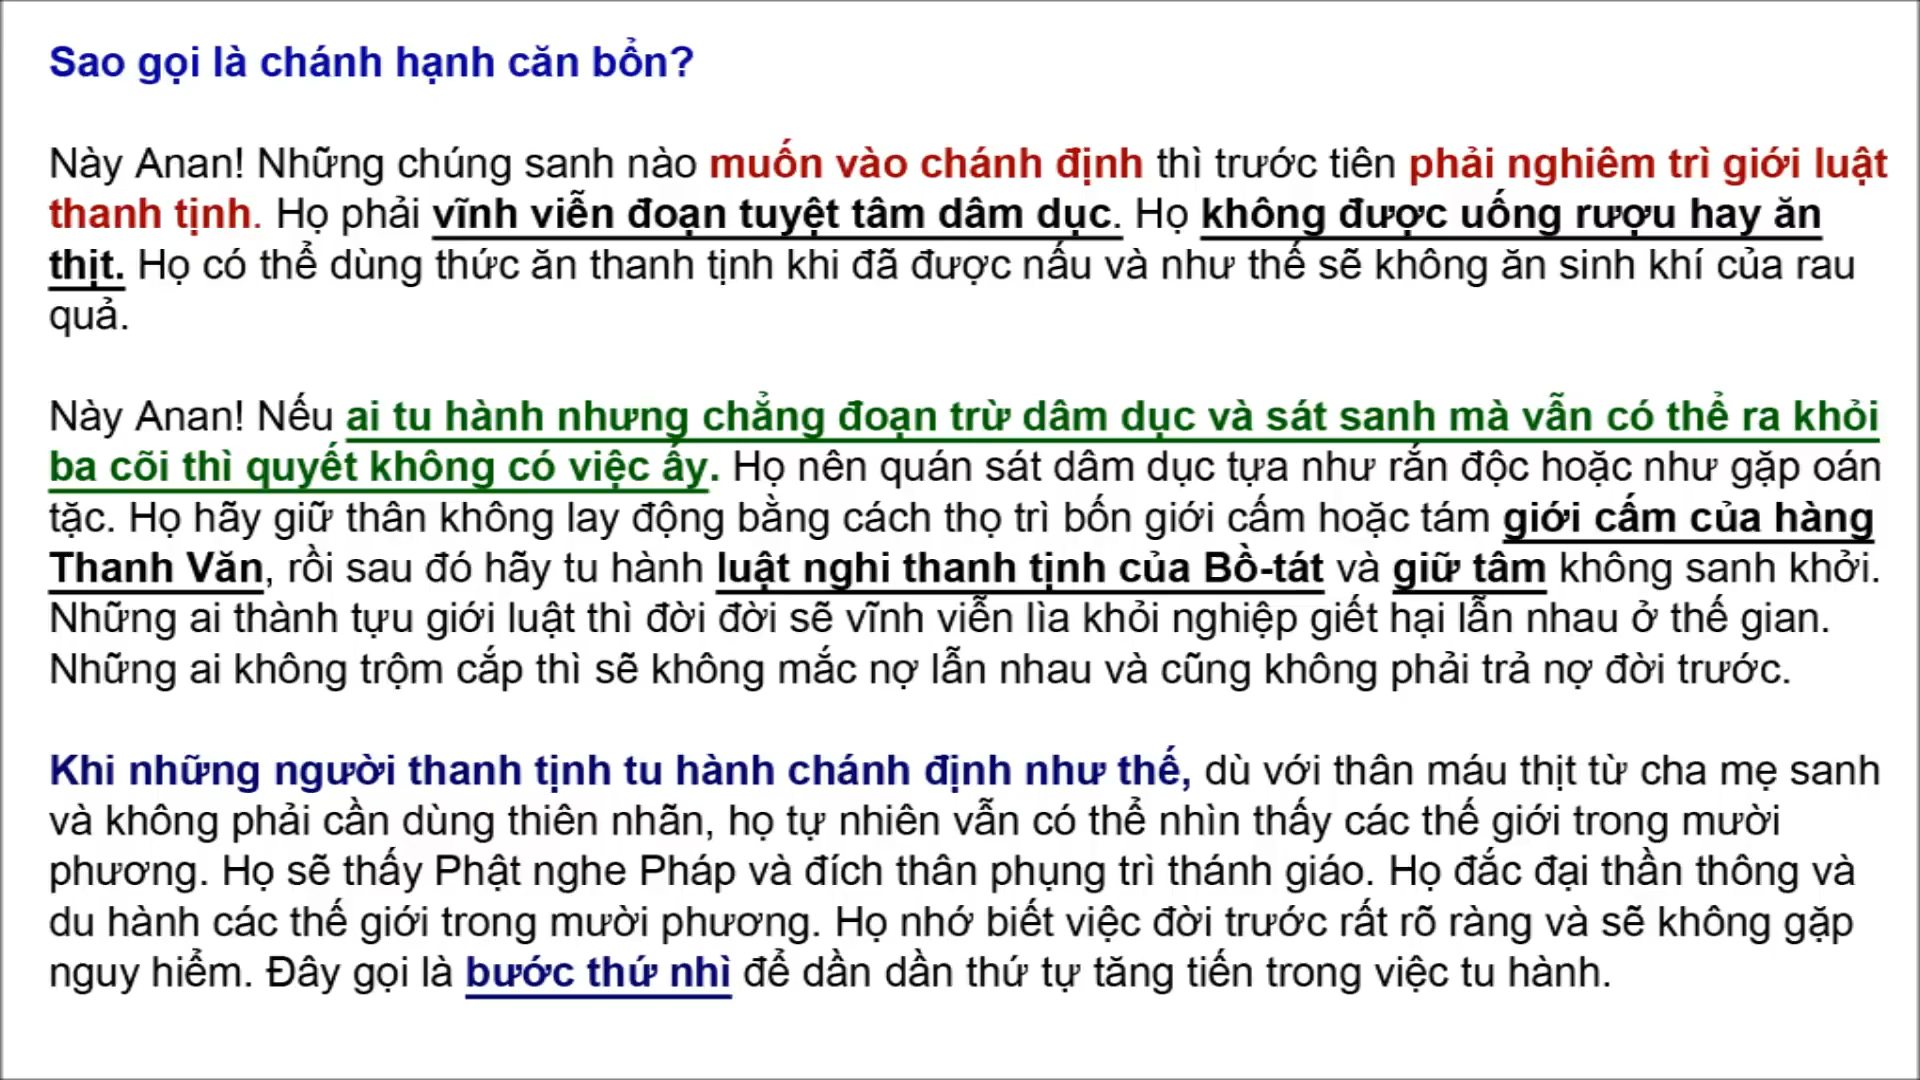 Sao gọi là chánh hạnh căn bổn?
Này Anan! Những chúng sanh nào muốn vào chánh định thì trước tiên phải nghiêm trì giới luật
thanh tịnh. Họ phải vĩnh viễn đoạn tuyệt tâm dâm dục. Họ không được uống rượu hay ăn
thịt. Họ có thể dùng thức ăn thanh tịnh khi đã được nấu và như thế sẽ không ăn sinh khí của rau
quả.
Này Anan! Nếu ai tu hành nhưng chẳng đoạn trừ dâm dục và sát sanh mà vẫn có thể ra khỏi
ba cõi thì quyết không có việc ấy. Họ nên quán sát dâm dục tựa như rắn độc hoặc như gặp oán
tặc. Họ hãy giữ thân không lay động bằng cách thọ trì bốn giới cấm hoặc tám giới cấm của hàng
Thanh Văn, rồi sau đó hãy tu hành luật nghi thanh tịnh của Bồ-tát và giữ tâm không sanh khởi.
Những ai thành tựu giới luật thì đời đời sẽ vĩnh viễn lìa khỏi nghiệp giết hại lẫn nhau ở thế gian.
Những ai không trộm cắp thì sẽ không mắc nợ lẫn nhau và cũng không phải trả nợ đời trước.
Khi những người thanh tịnh tu hành chánh định như thế, dù với thân máu thịt từ cha mẹ sanh
và không phải cần dùng thiên nhãn, họ tự nhiên vẫn có thể nhìn thấy các thế giới trong mười
phương. Họ sẽ thấy Phật nghe Pháp và đích thân phụng trì thánh giáo. Họ đắc đại thần thông và
du hành các thế giới trong mười phương. Họ nhớ biết việc đời trước rất rõ ràng và sẽ không gặp
nguy hiểm. Đây gọi là bước thứ nhì để dần dần thứ tự tăng tiến trong việc tu hành.